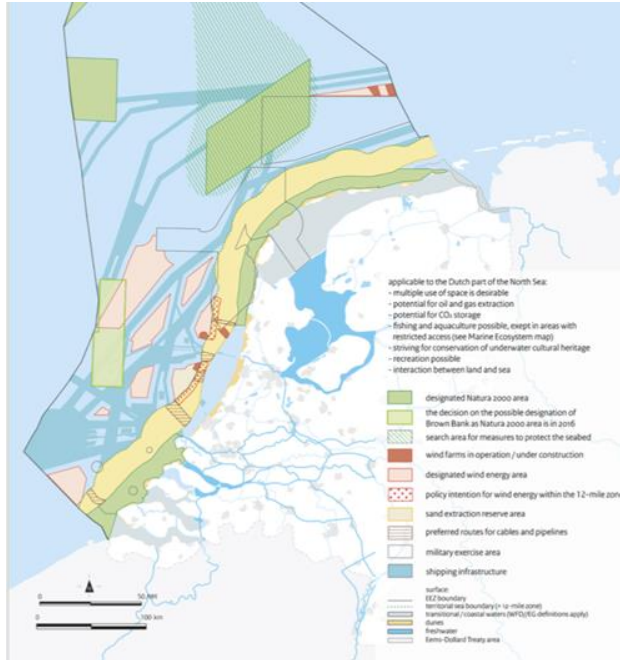 applicable to the Dutch part of the North Sea:
- multiple use of space is desirable
- potential for oil and gas extraction
- potential for CO₂ storage
- fishing and aquaculture possible, exept in areas with
restricted access (see Marine Ecosystem map)
- striving for conservation of underwater cultural heritage
- recreation possible
- interaction between land and sea
designated Natura 2000 area
the decision on the possible designation of
Brown Bank as Natura 2000 area is in 2016
search area for measures to protect the seabed
wind farms in operation / under construction
designated wind energy area
policy intention for wind energy within the 12-mile zone
sand extraction reserve area
preferred routes for cables and pipelines
military exercise area
shipping infrastructure
surface:
EEZ boundary
territorial sea boundary (< 12-mile zone)
transitional / coastal waters (WFD/EG definitions apply)
dunes
freshwater
Eems-Dollard Treaty area
0 50 NM
0 100 km